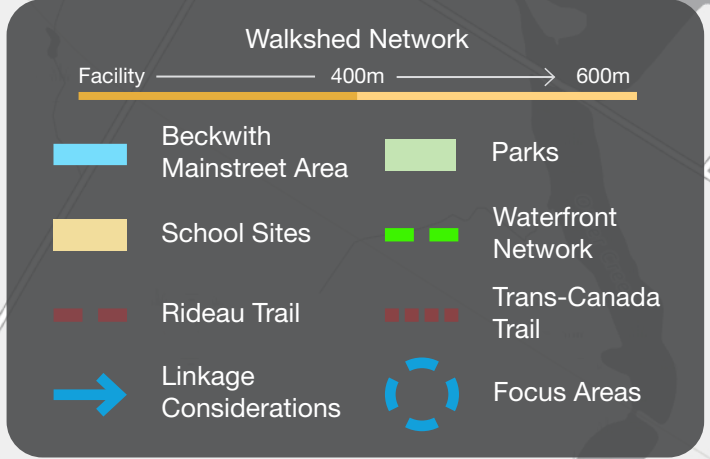 Walkshed Network
Facility 400m 600m
Beckwith
Mainstreet Area
Parks
School Sites
Waterfront
Network
Rideau Trail
Trans-Canada
Trail
Linkage
Considerations
Focus Areas